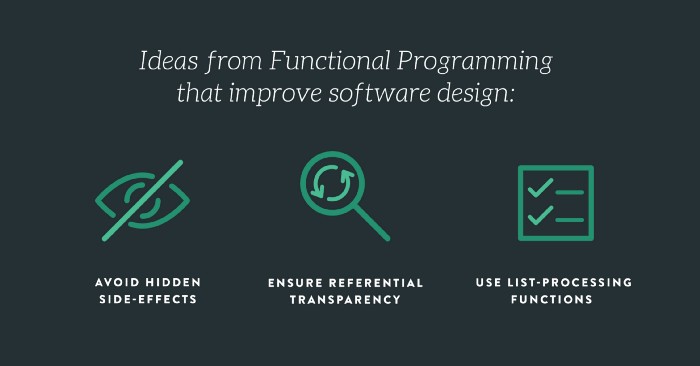 Ideas from Functional Programming
that improve software design:
AVOID HIDDEN
SIDE-EFFECTS
ENSURE REFERENTIAL
TRANSPARENCY
USE LIST-PROCESSING
FUNCTIONS